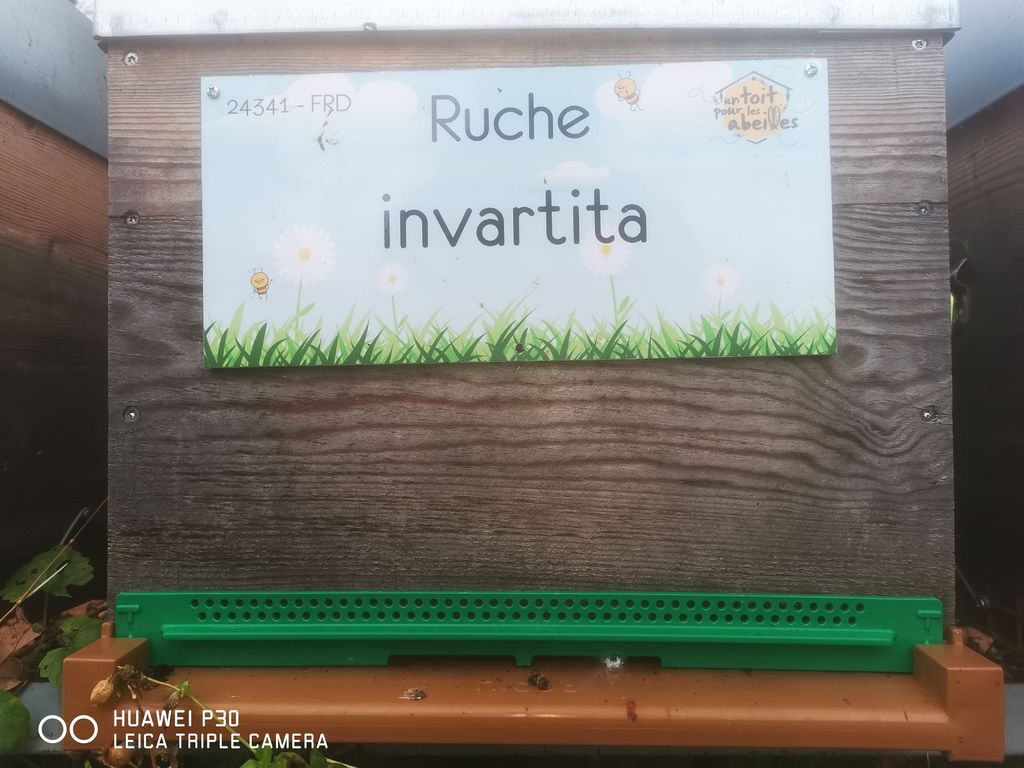 24341 - FRD
Ruche
invartita
un toit
pour les
abeilles
HUAWEI P30
LEICA TRIPLE CAMERA